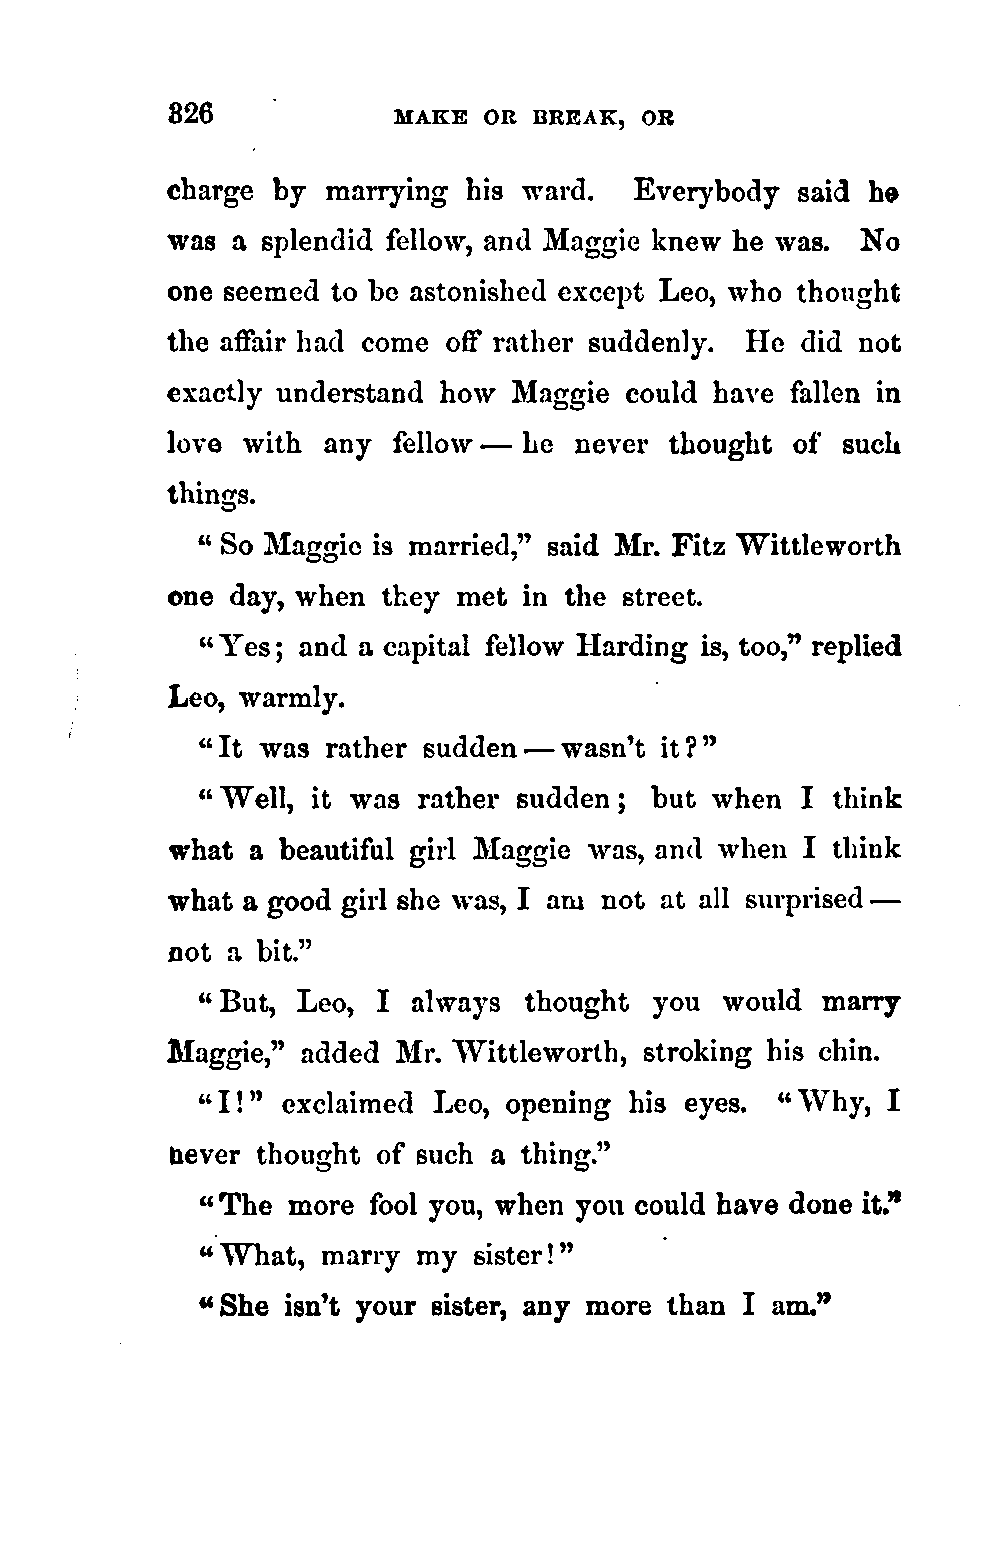 326 MAKE OR BREAK, OR
charge by marrying his ward. Everybody said he
was a splendid fellow, and Maggie knew he was. No
one seemed to be astonished except Leo, who thought
the affair had come off rather suddenly. He did not
exactly understand how Maggie could have fallen in
love with any fellow — he never thought of such
things.
“So Maggie is married,” said Mr. Fitz Wittleworth
one day, when they met in the street.
“Yes; and a capital fellow Harding is, too,” replied
Leo, warmly.
“It was rather sudden — wasn’t it?”
“Well, it was rather sudden; but when I think
what a beautiful girl Maggie was, and when I think
what a good girl she was, I am not at all surprised —
not a bit.”
“But, Leo, I always thought you would marry
Maggie,” added Mr. Wittleworth, stroking his chin.
“I!” exclaimed Leo, opening his eyes. “Why, I
never thought of such a thing.”
“The more fool you, when you could have done it.”
“What, marry my sister!”
“She isn’t your sister, any more than I am.”